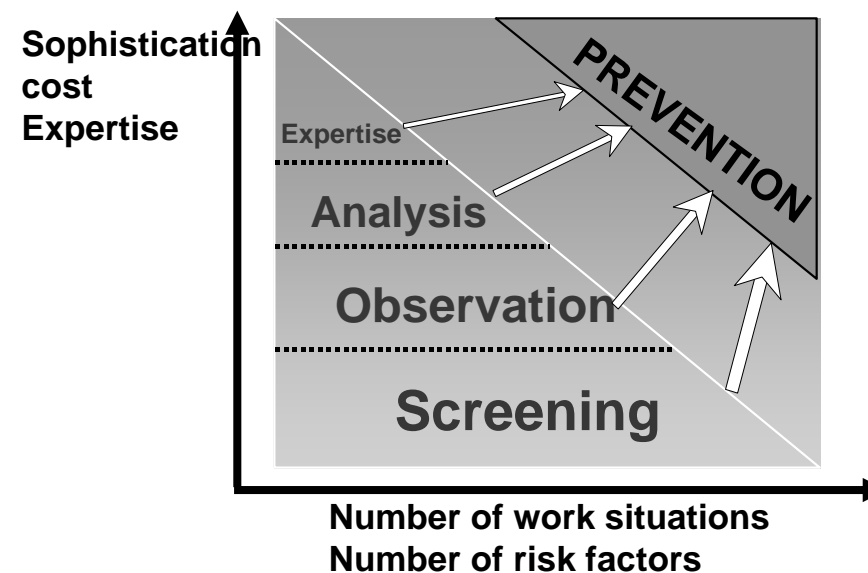 Sophistication
cost
Expertise
PREVENTION
Expertise
Analysis
Observation
Screening
Number of work situations
Number of risk factors